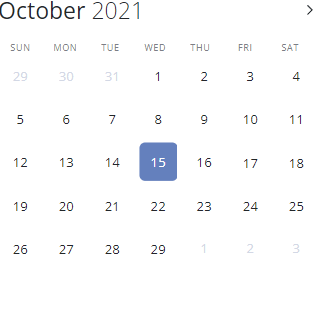 October 2021
SUN MON TUE WED THU FRI SAT
29 30 31 1 2 3 4
5 6 7 8 9 10 11
12 13 14 15 16 17 18
19 20 21 22 23 24 25
26 27 28 29 1 2 3